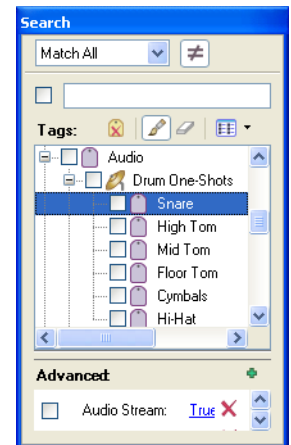 Search
Match All ≠
Tags:
Audio
Drum One-Shots
Snare
High Tom
Mid Tom
Floor Tom
Cymbals
Hi-Hat
Advanced:
Audio Stream: True